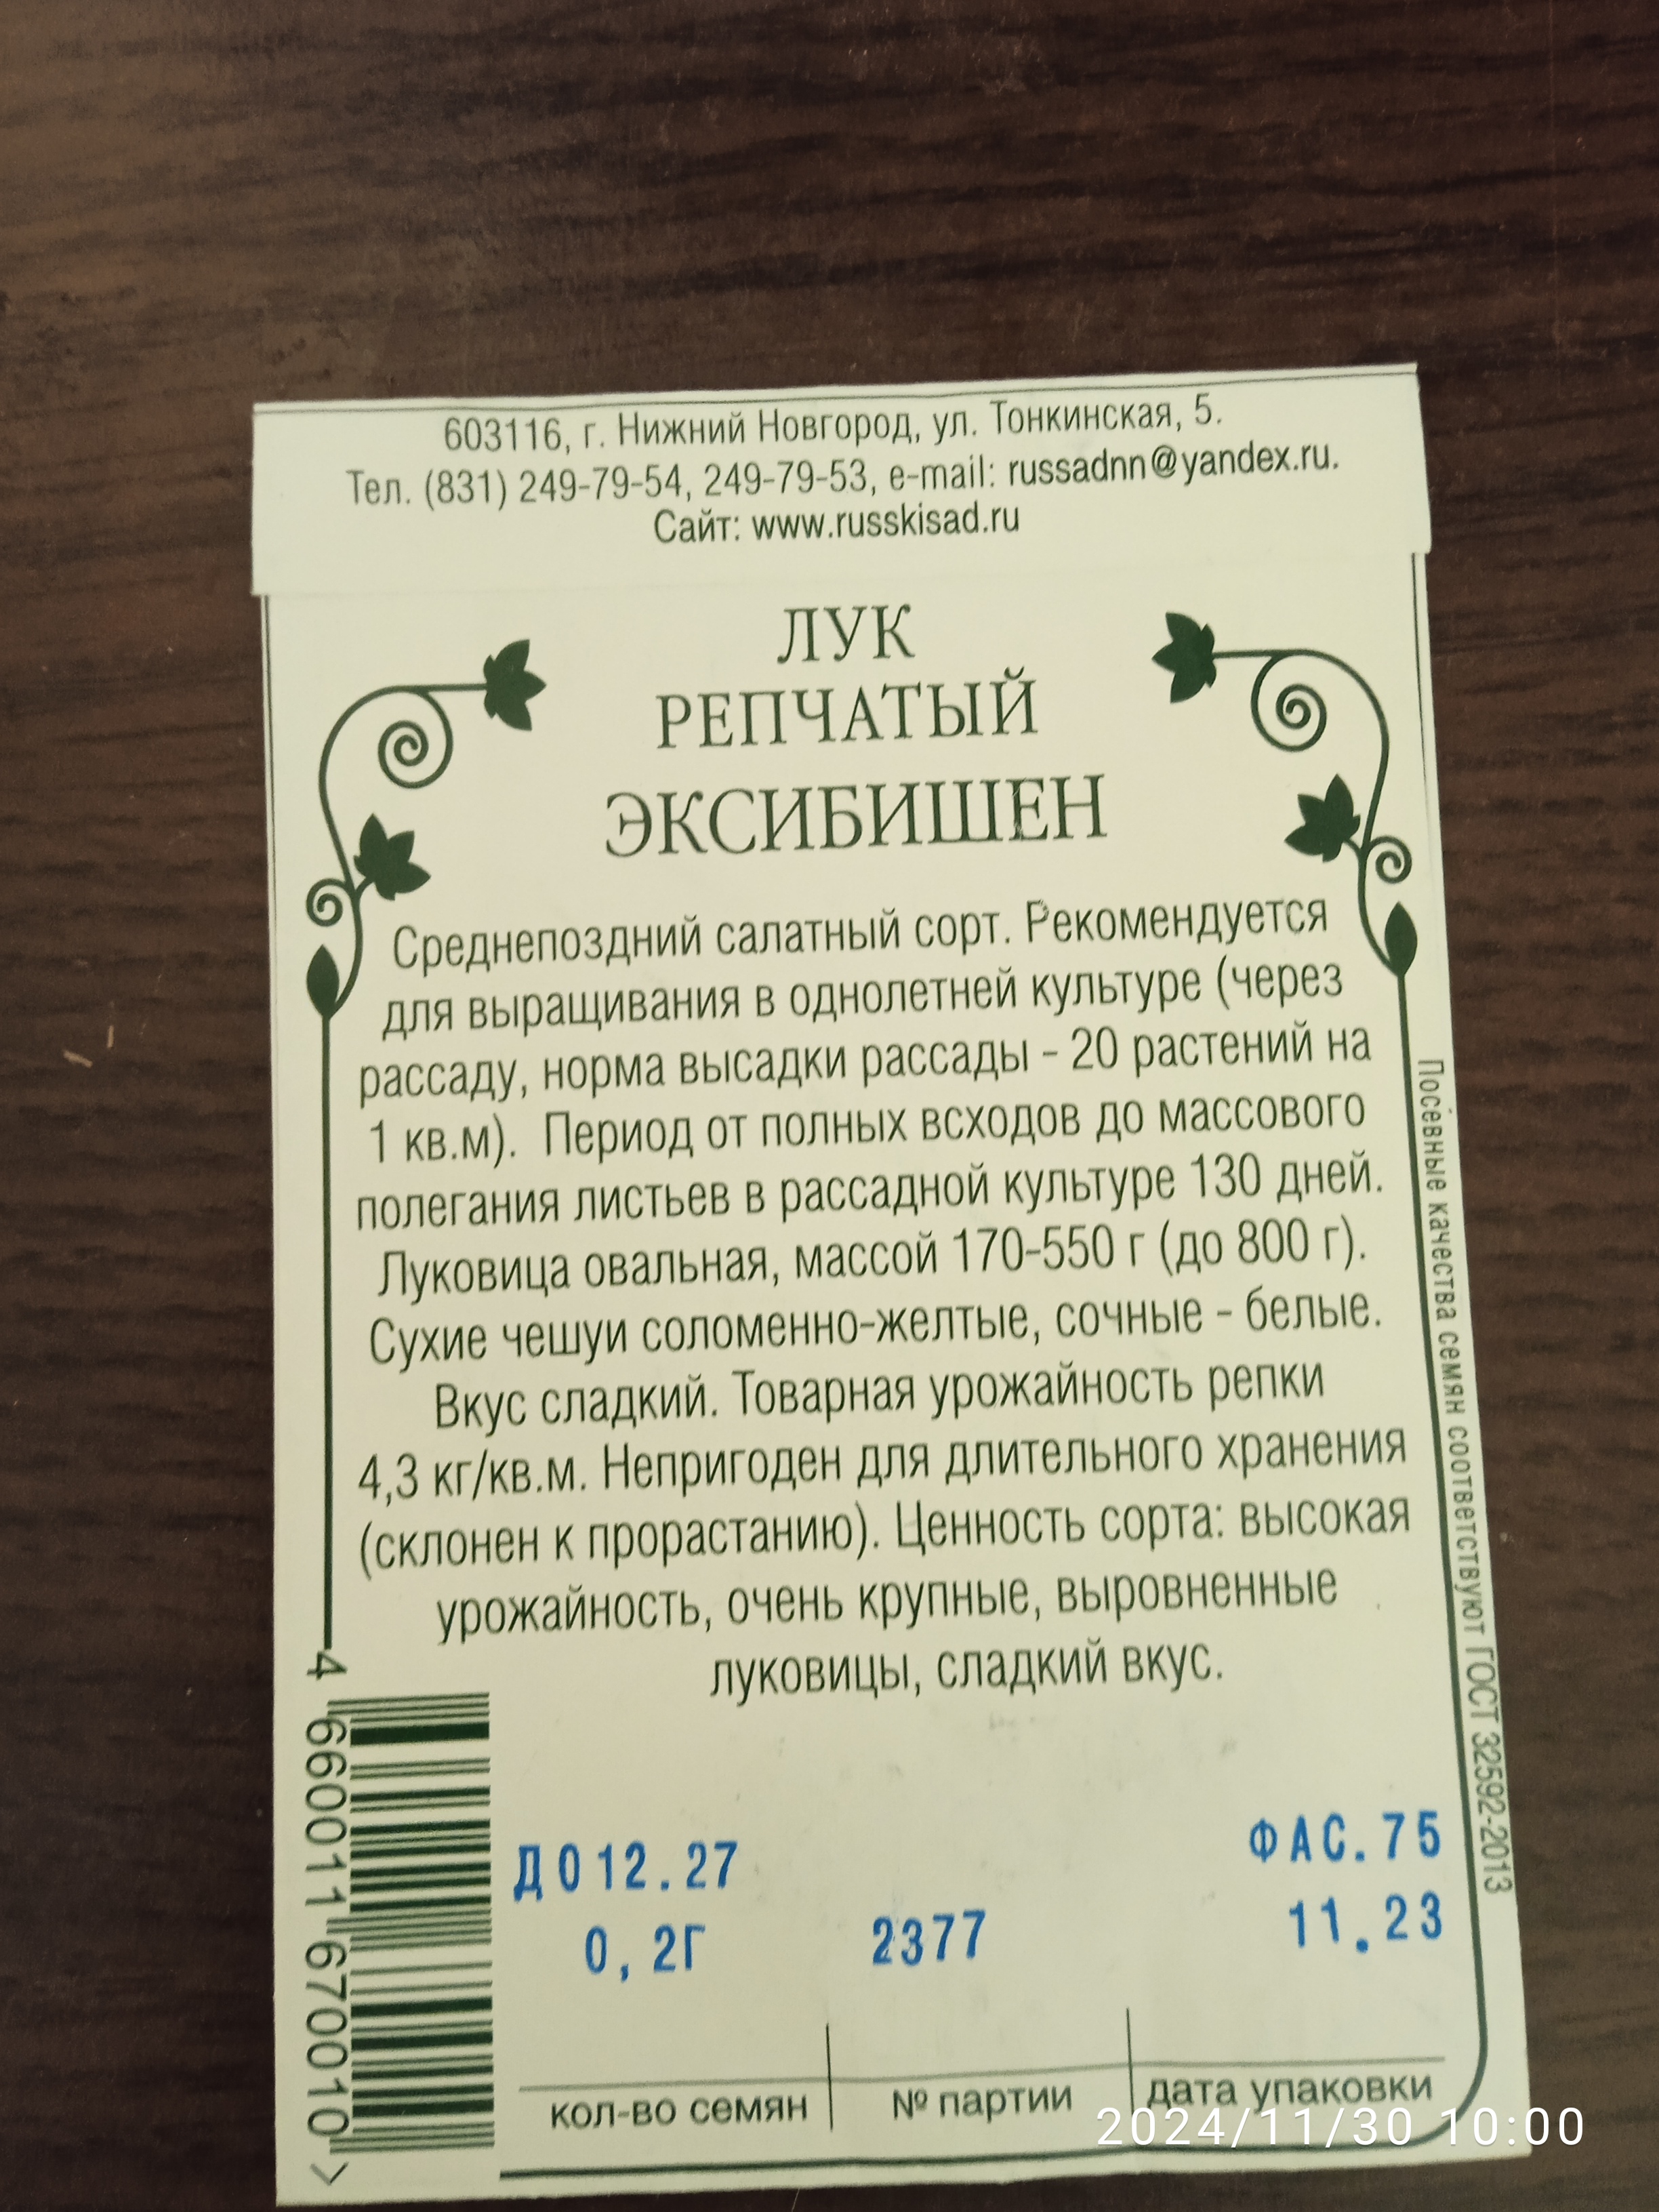 603116, г. Нижний Новгород, ул. Тонкинская, 5.
Тел. (831) 249-79-54, 249-79-53, e-mail: russadnn@yandex.ru.
Сайт: www.russkisad.ru
ЛУК
РЕПЧАТЫЙ
ЭКСИБИШЕН
Среднепоздний салатный сорт. Рекомендуется
для выращивания в однолетней культуре (через
рассаду, норма высадки рассады - 20 растений на
1 кв.м). Период от полных всходов до массового
полегания листьев в рассадной культуре 130 дней.
Луковица овальная, массой 170-550 г (до 800 г).
Сухие чешуи соломенно-желтые, сочные - белые.
Вкус сладкий. Товарная урожайность репки
4,3 кг/кв.м. Непригоден для длительного хранения
(склонен к прорастанию). Ценность сорта: высокая
урожайность, очень крупные, выровненные
луковицы, сладкий вкус.
Посевные качества семян соответствуют ГОСТ 32592-2013
4 660011 670010 >
ДО12.27
ФАС.75
0,2Г 2377 11.23
кол-во семян № партии дата упаковки
2024/11/30 10:00